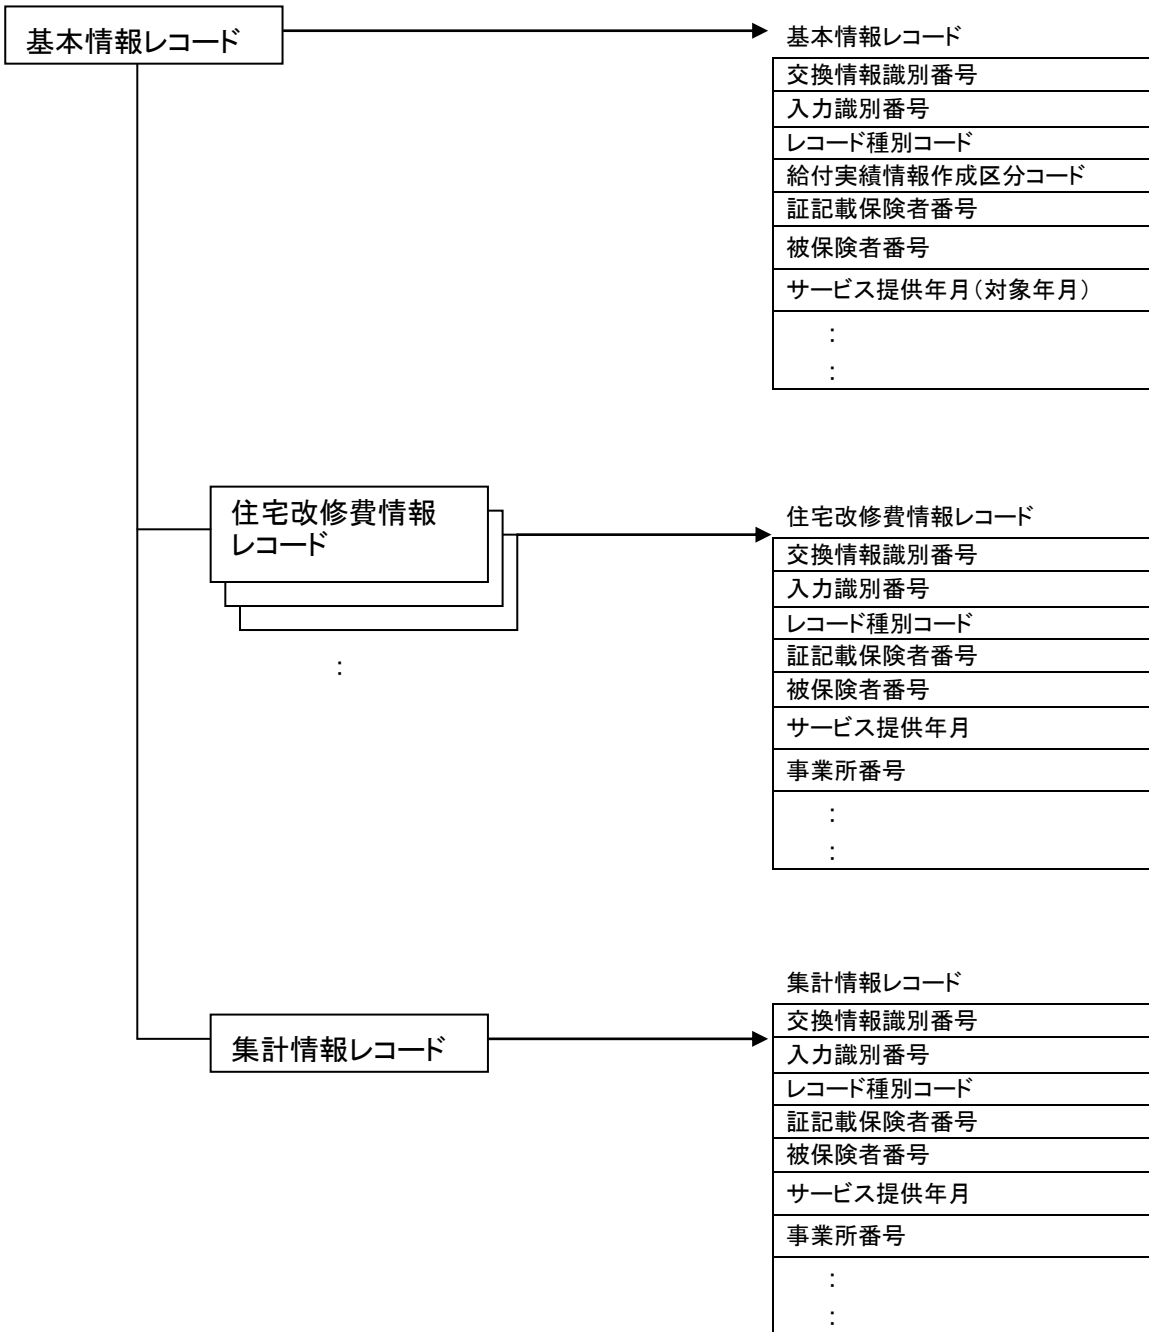 基本情報レコード
基本情報レコード
交換情報識別番号
入力識別番号
レコード種別コード
給付実績情報作成区分コード
証記載保険者番号
被保険者番号
サービス提供年月（対象年月）
：
：
住宅改修費情報
レコード
：
住宅改修費情報レコード
交換情報識別番号
入力識別番号
レコード種別コード
証記載保険者番号
被保険者番号
サービス提供年月
事業所番号
：
：
集計情報レコード
集計情報レコード
交換情報識別番号
入力識別番号
レコード種別コード
証記載保険者番号
被保険者番号
サービス提供年月
事業所番号
：
：